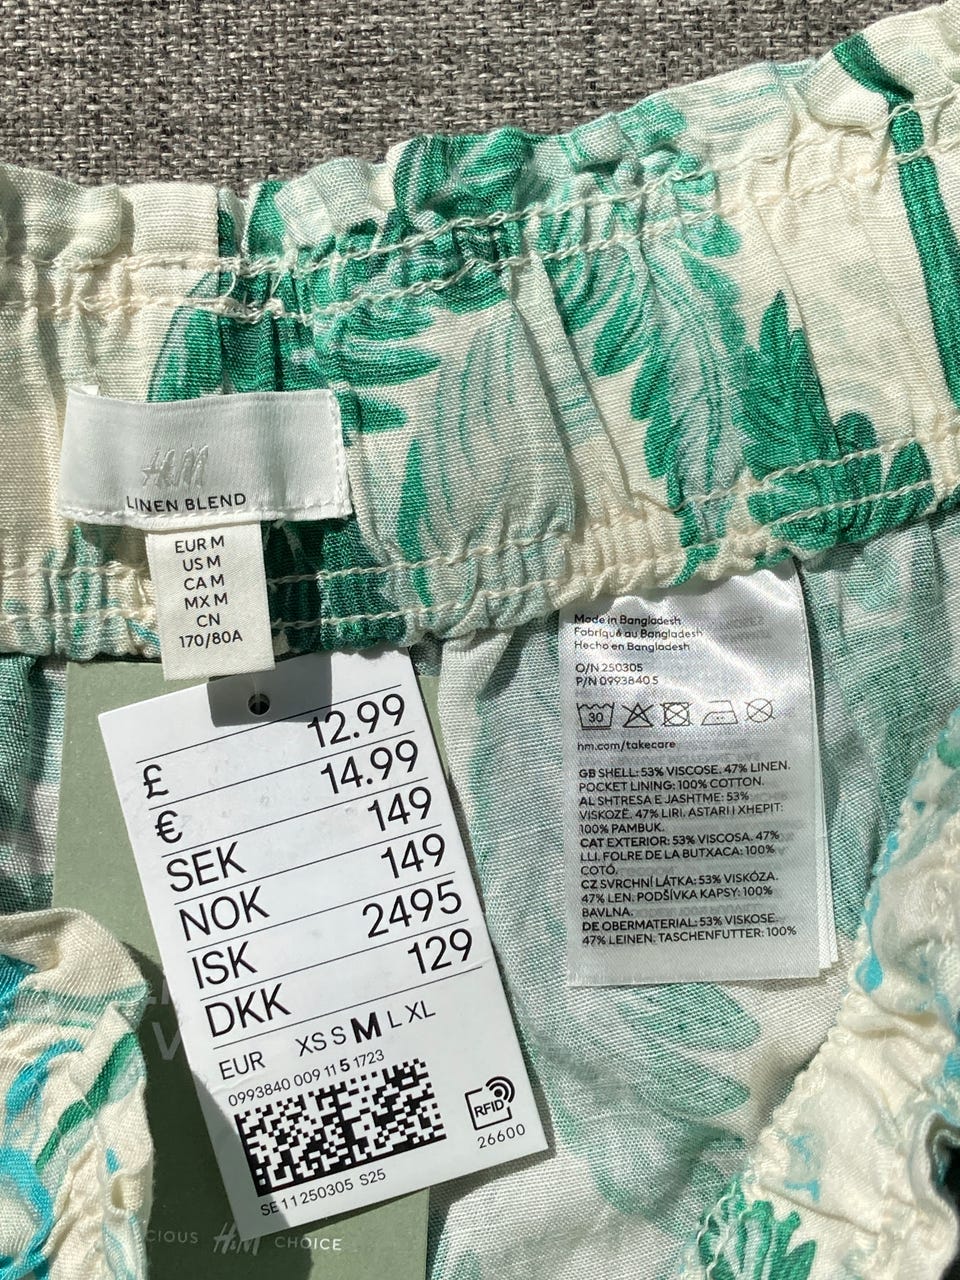 H&M
LINEN BLEND
EUR M
US M
CA M
MX M
CN
170/80A
£ 12.99
€ 14.99
SEK 149
NOK 149
ISK 2495
DKK 129
EUR XS S M L XL
0993840 009 11 5 1723
RFID
26600
SE11250305 S25
H&M CHOICE
Made in Bangladesh
Fabriqué au Bangladesh
Hecho en Bangladesh
O/N 250305
P/N 0993840 5
30
hm.com/takecare
GB SHELL: 53% VISCOSE. 47% LINEN.
POCKET LINING: 100% COTTON.
AL SHTRESA E JASHTME: 53%
VISKOZË. 47% LIRI. ASTARI I XHEPIT:
100% PAMBUK.
CAT EXTERIOR: 53% VISCOSA. 47%
LLI. FOLRE DE LA BUTXACA: 100%
COTÓ.
CZ SVRCHNÍ LÁTKA: 53% VISKÓZA.
47% LEN. PODŠÍVKA KAPSY: 100%
BAVLNA.
DE OBERMATERIAL: 53% VISKOSE.
47% LEINEN: TASCHENFUTTER: 100%